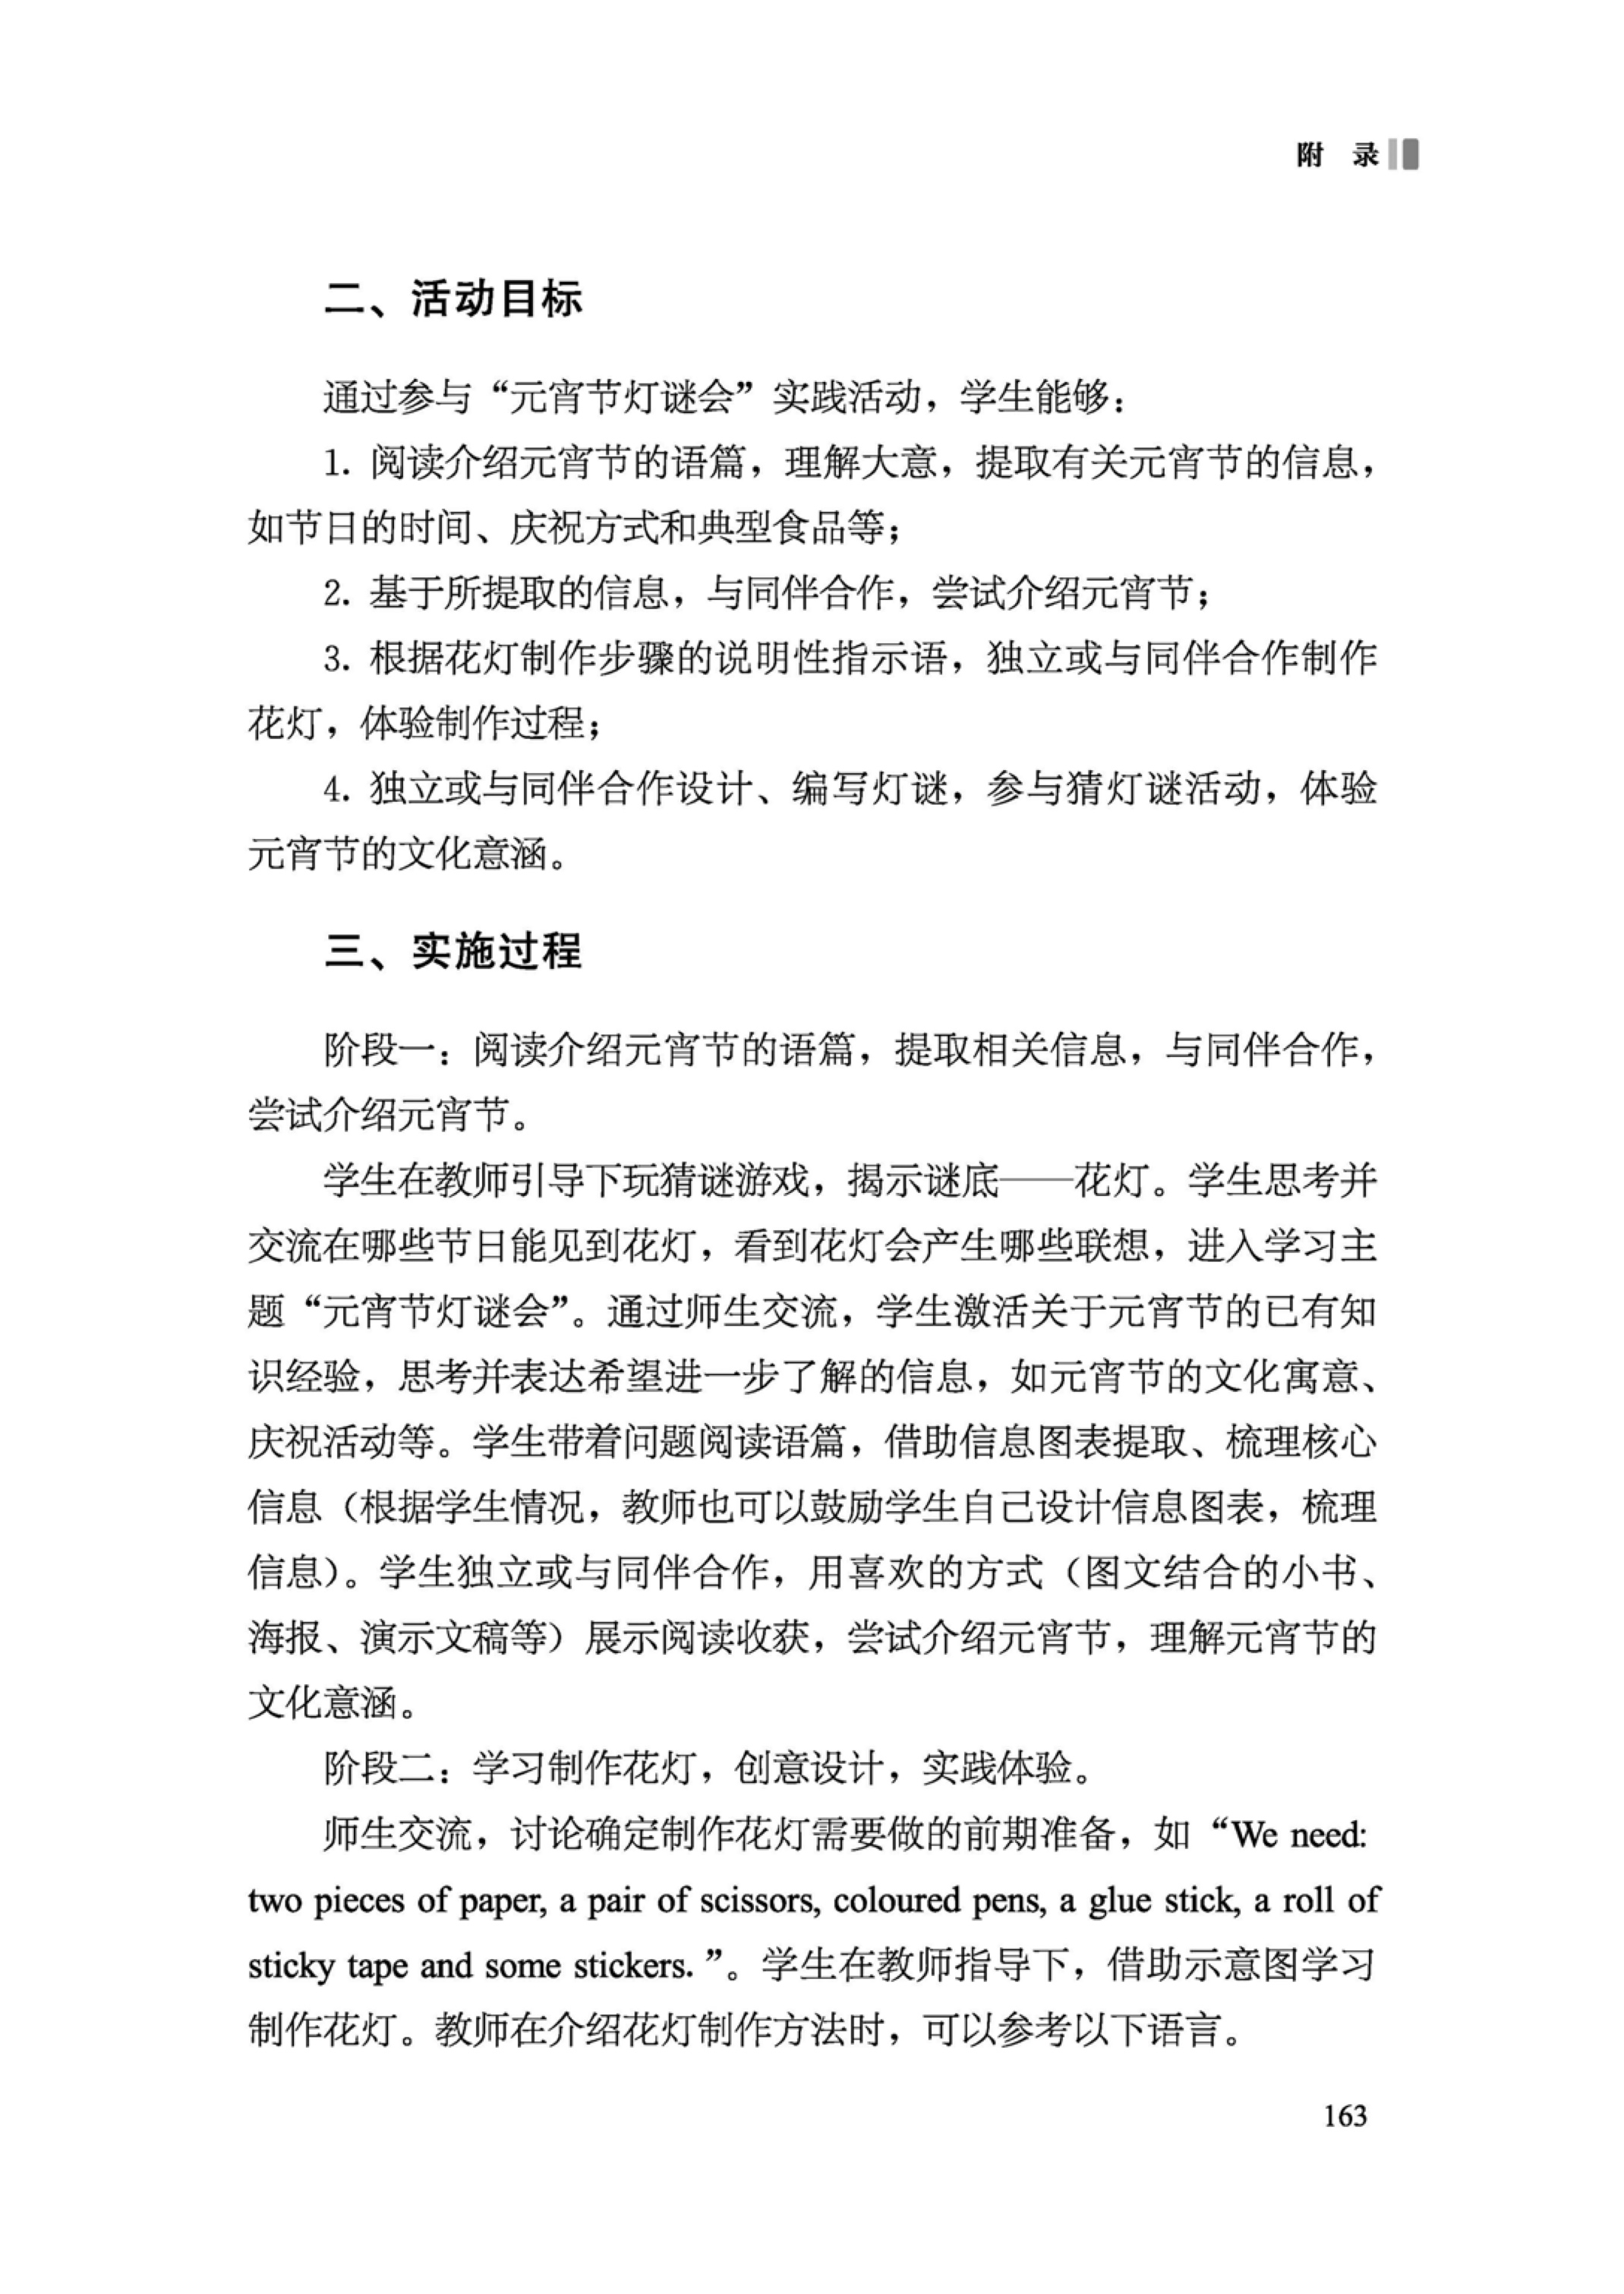 附 录
二、活动目标
通过参与“元宵节灯谜会”实践活动，学生能够：
1. 阅读介绍元宵节的语篇，理解大意，提取有关元宵节的信息，
如节日的时间、庆祝方式和典型食品等；
2. 基于所提取的信息，与同伴合作，尝试介绍元宵节；
3. 根据花灯制作步骤的说明性指示语，独立或与同伴合作制作
花灯，体验制作过程；
4. 独立或与同伴合作设计、编写灯谜，参与猜灯谜活动，体验
元宵节的文化意涵。
三、实施过程
阶段一：阅读介绍元宵节的语篇，提取相关信息，与同伴合作，
尝试介绍元宵节。
学生在教师引导下玩猜谜游戏，揭示谜底——花灯。学生思考并
交流在哪些节日能见到花灯，看到花灯会产生哪些联想，进入学习主
题“元宵节灯谜会”。通过师生交流，学生激活关于元宵节的已有知
识经验，思考并表达希望进一步了解的信息，如元宵节的文化寓意、
庆祝活动等。学生带着问题阅读语篇，借助信息图表提取、梳理核心
信息（根据学生情况，教师也可以鼓励学生自己设计信息图表，梳理
信息）。学生独立或与同伴合作，用喜欢的方式（图文结合的小书、
海报、演示文稿等）展示阅读收获，尝试介绍元宵节，理解元宵节的
文化意涵。
阶段二：学习制作花灯，创意设计，实践体验。
师生交流，讨论确定制作花灯需要做的前期准备，如“We need:
two pieces of paper, a pair of scissors, coloured pens, a glue stick, a roll of
sticky tape and some stickers. ”。学生在教师指导下，借助示意图学习
制作花灯。教师在介绍花灯制作方法时，可以参考以下语言。
163